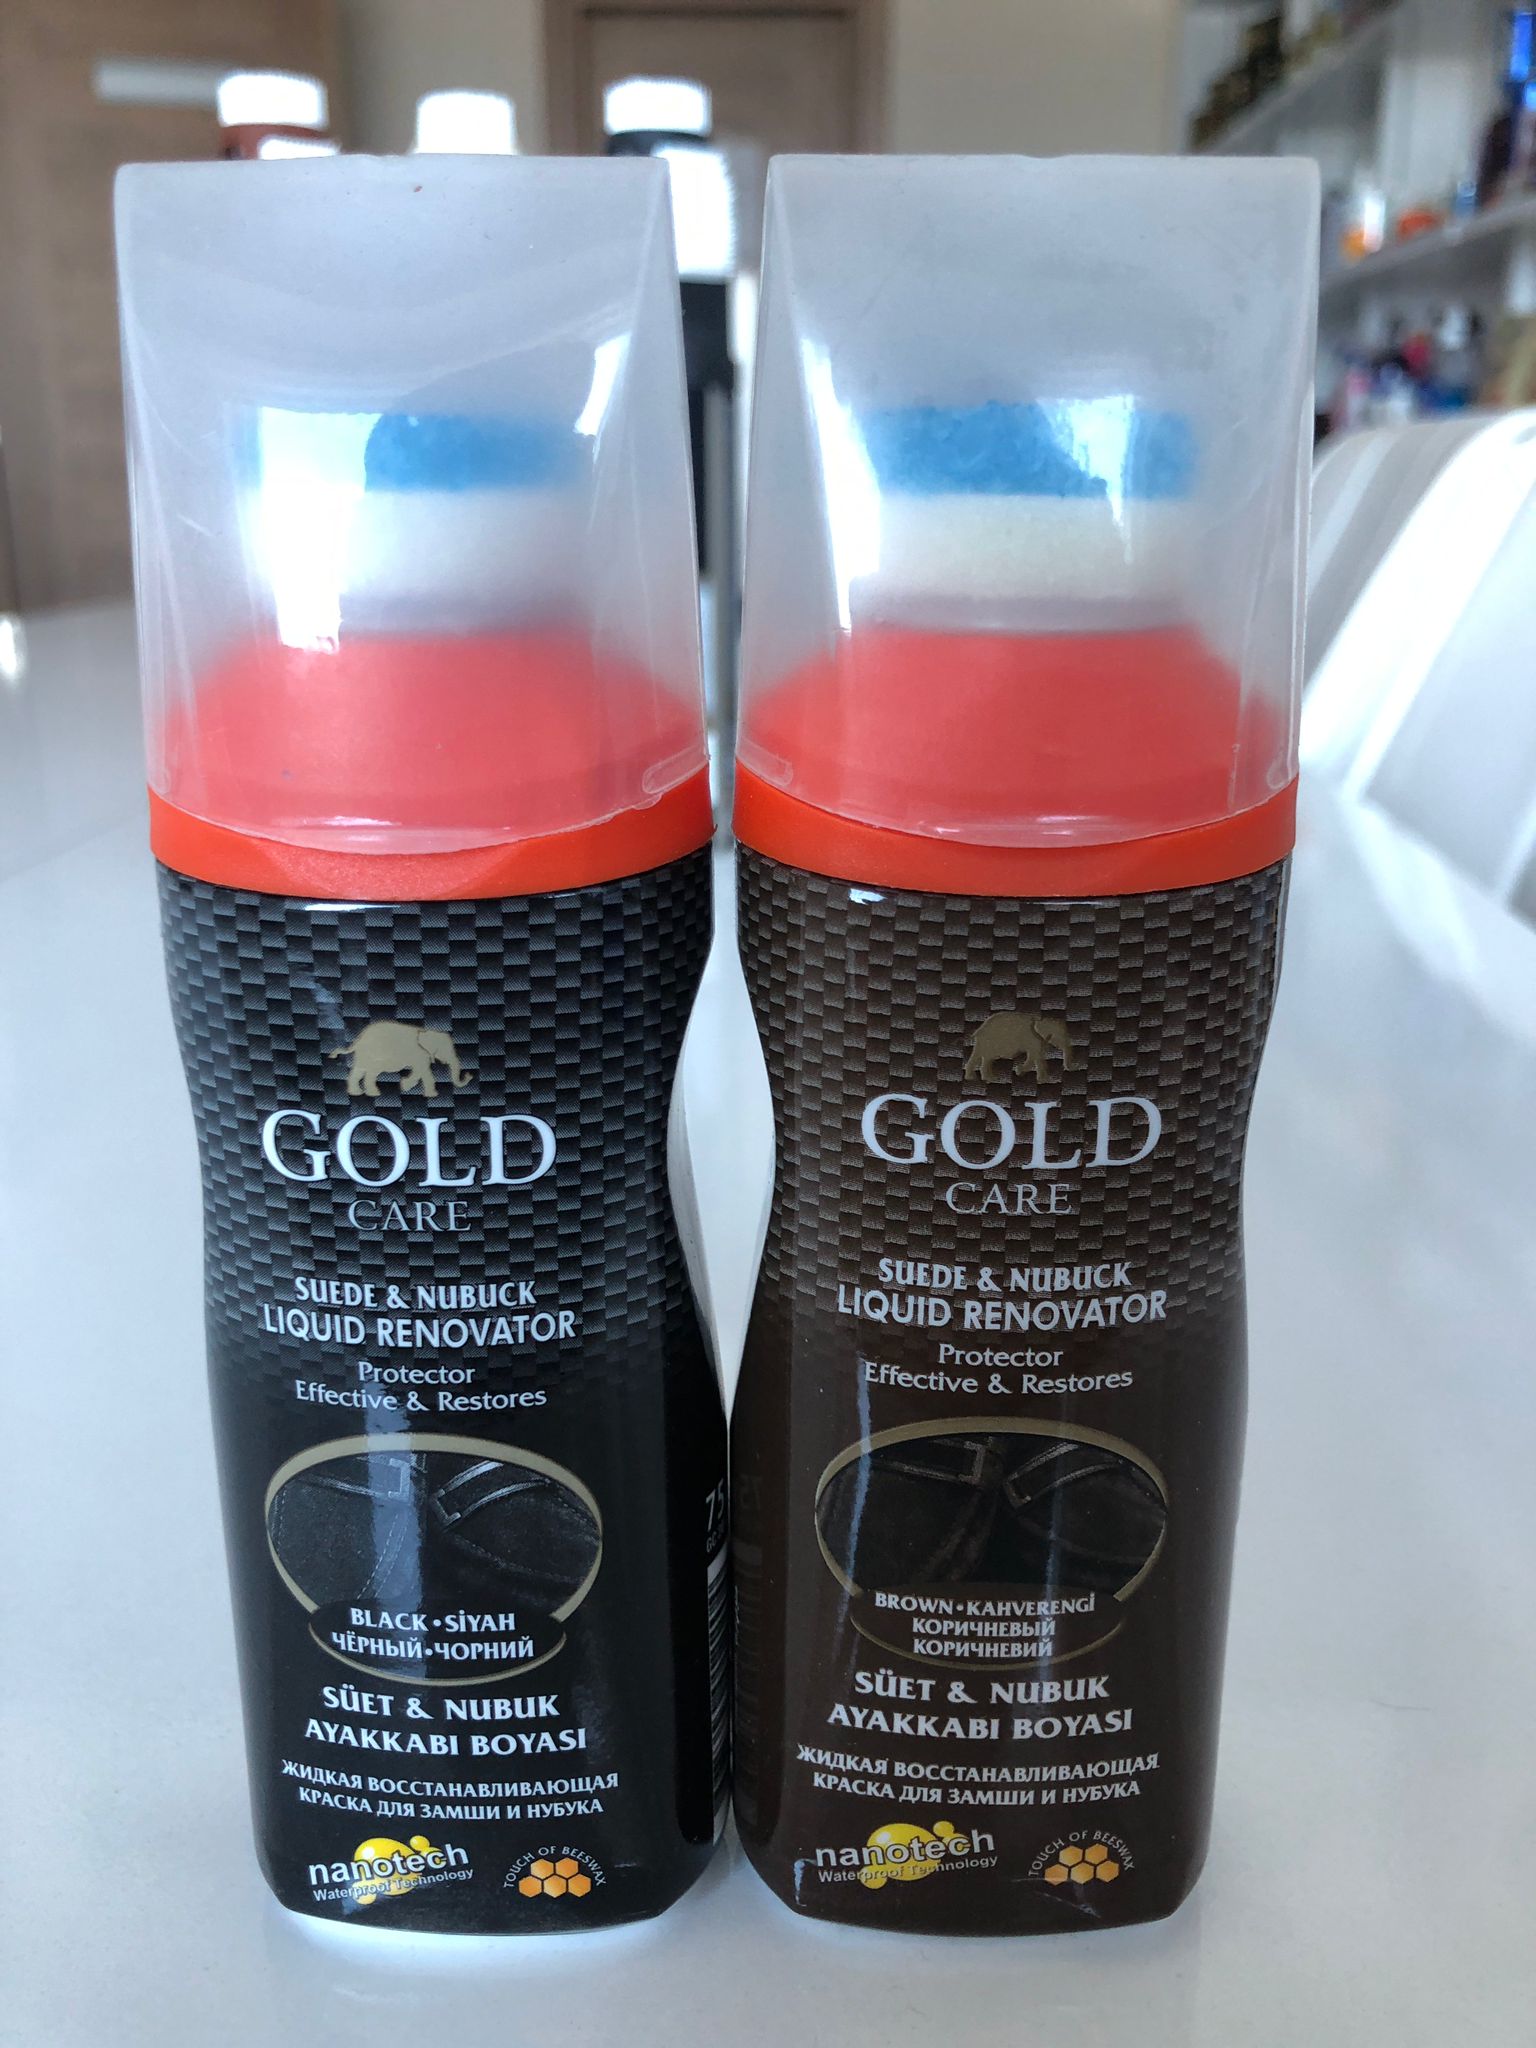 GOLD
CARE
SUEDE & NUBUCK
LIQUID RENOVATOR
Protector
Effective & Restores
BLACK • SİYAH
ЧЁРНЫЙ • ЧОРНИЙ
SÜET & NUBUK
AYAKKABI BOYASI
ЖИДКАЯ ВОССТАНАВЛИВАЮЩАЯ
КРАСКА ДЛЯ ЗАМШИ И НУБУКА
nanotech
Waterproof Technology
TOUCH OF BEESWAX
75
GOLD
CARE
SUEDE & NUBUCK
LIQUID RENOVATOR
Protector
Effective & Restores
BROWN • KAHVERENGİ
КОРИЧНЕВЫЙ
КОРИЧНЕВИЙ
SÜET & NUBUK
AYAKKABI BOYASI
ЖИДКАЯ ВОССТАНАВЛИВАЮЩАЯ
КРАСКА ДЛЯ ЗАМШИ И НУБУКА
nanotech
Waterproof Technology
TOUCH OF BEESWAX